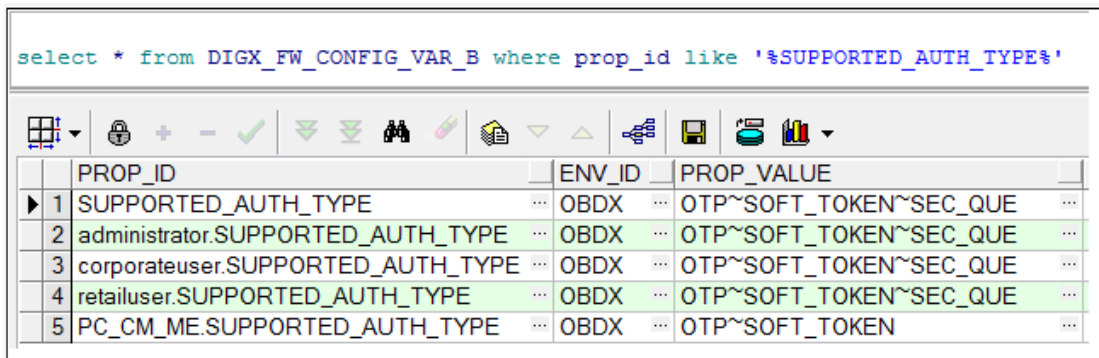 select * from DIGX_FW_CONFIG_VAR_B where prop_id like '%SUPPORTED_AUTH_TYPE%'
PROP_ID ENV_ID PROP_VALUE
1 SUPPORTED_AUTH_TYPE ... OBDX ... OTP~SOFT_TOKEN~SEC_QUE ...
2 administrator.SUPPORTED_AUTH_TYPE ... OBDX ... OTP~SOFT_TOKEN~SEC_QUE ...
3 corporateuser.SUPPORTED_AUTH_TYPE ... OBDX ... OTP~SOFT_TOKEN~SEC_QUE ...
4 retailuser.SUPPORTED_AUTH_TYPE ... OBDX ... OTP~SOFT_TOKEN~SEC_QUE ...
5 PC_CM_ME.SUPPORTED_AUTH_TYPE ... OBDX ... OTP~SOFT_TOKEN ...